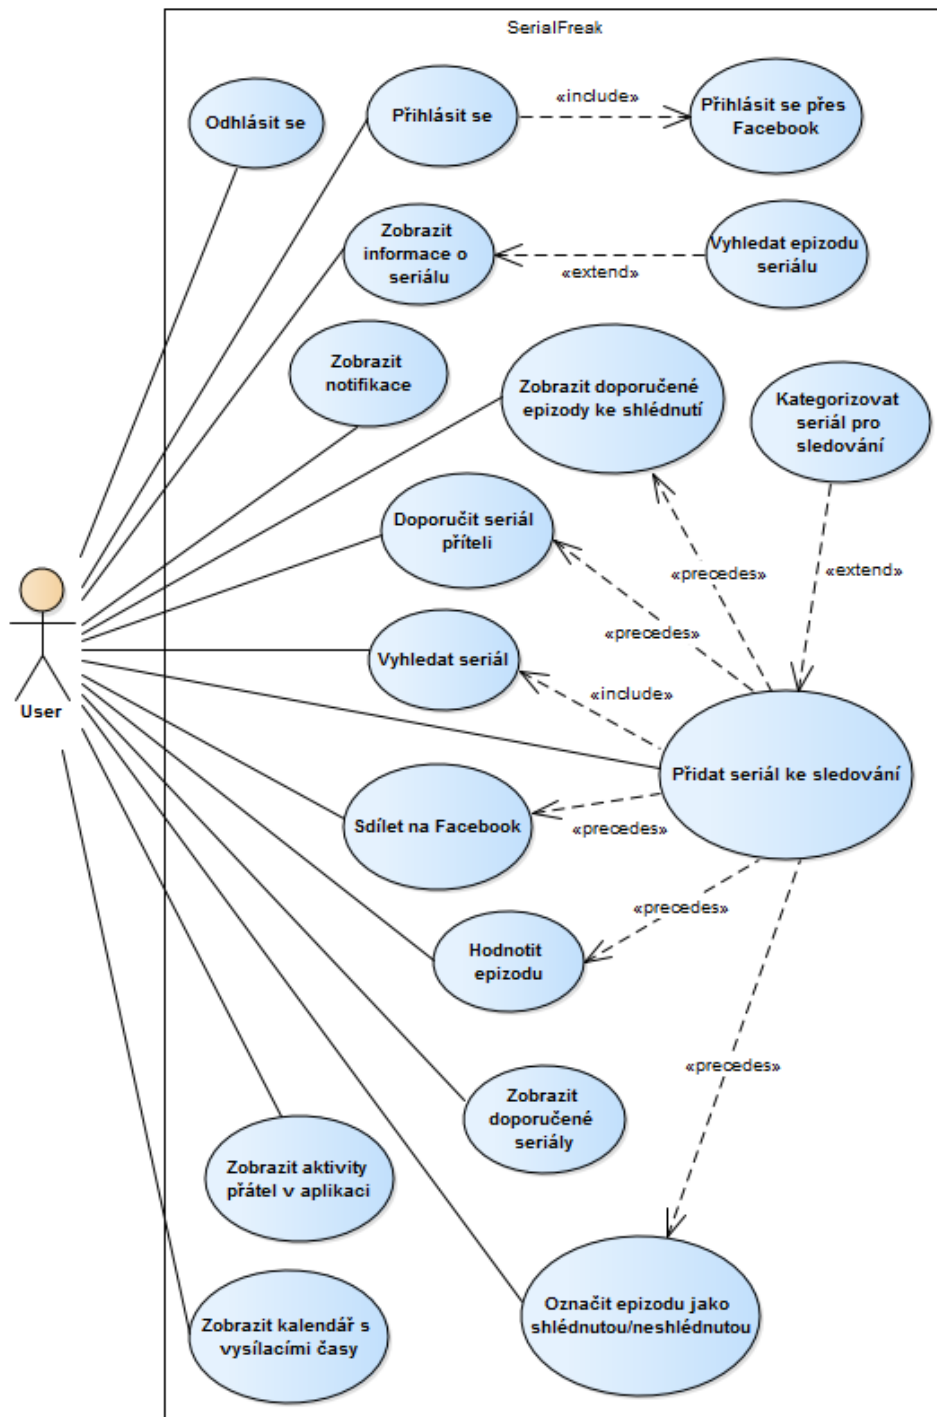 SerialFreak
Odhlásit se
Přihlásit se
«include»
Přihlásit se přes
Facebook
Zobrazit
informace o
seriálu
«extend»
Vyhledat epizodu
seriálu
Zobrazit
notifikace
Zobrazit doporučené
epizody ke shlédnutí
Kategorizovat
seriál pro
sledování
Doporučit seriál
příteli
«precedes»
«extend»
«precedes»
Vyhledat seriál
«include»
User
Přidat seriál ke sledování
Sdílet na Facebook
«precedes»
Hodnotit
epizodu
«precedes»
«precedes»
Zobrazit
doporučené
seriály
Zobrazit aktivity
přátel v aplikaci
Označit epizodu jako
shlédnutou/neshlédnutou
Zobrazit kalendář s
vysílacími časy